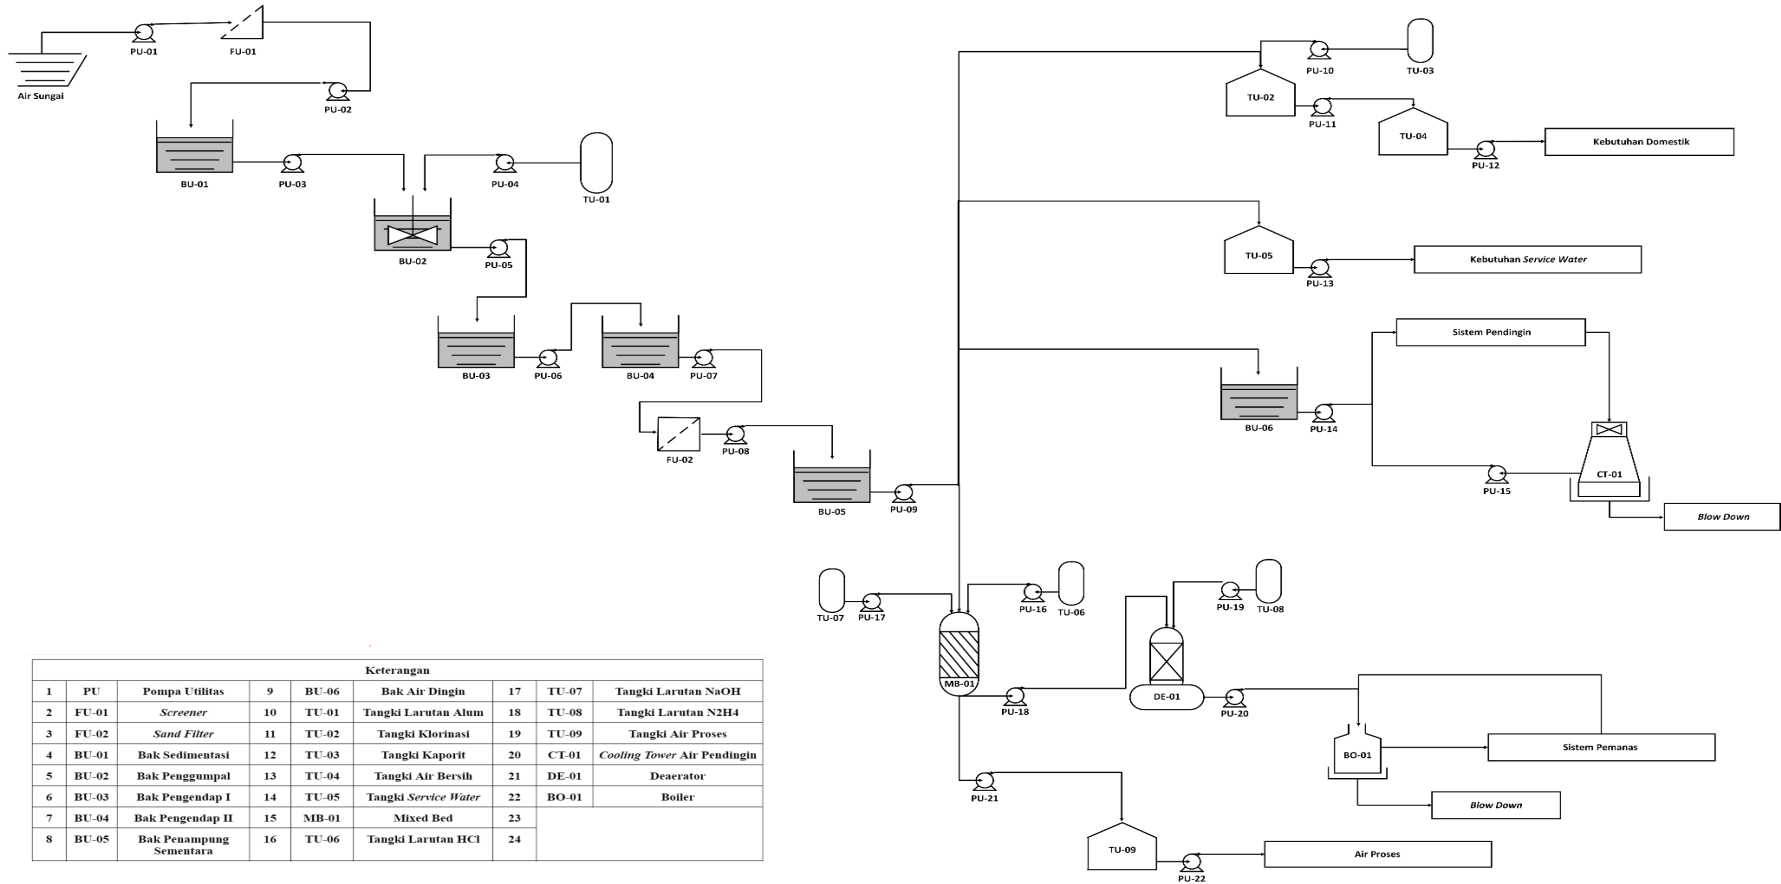 Air Sungai
PU-01
FU-01
PU-02
BU-01
PU-03
PU-04
TU-01
BU-02
PU-05
BU-03
PU-06
BU-04
PU-07
FU-02
PU-08
BU-05
PU-09
TU-02
PU-10
TU-03
PU-11
TU-04
PU-12
Kebutuhan Domestik
TU-05
PU-13
Kebutuhan Service Water
BU-06
PU-14
Sistem Pendingin
PU-15
CT-01
Blow Down
TU-07
PU-17
PU-16
TU-06
MB-01
PU-18
PU-19
TU-08
DE-01
PU-20
BO-01
Sistem Pemanas
Blow Down
PU-21
TU-09
PU-22
Air Proses
Keterangan
1 PU Pompa Utilitas 9 BU-06 Bak Air Dingin 17 TU-07 Tangki Larutan NaOH
2 FU-01 Screener 10 TU-01 Tangki Larutan Alum 18 TU-08 Tangki Larutan N2H4
3 FU-02 Sand Filter 11 TU-02 Tangki Klorinasi 19 TU-09 Tangki Air Proses
4 BU-01 Bak Sedimentasi 12 TU-03 Tangki Kaporit 20 CT-01 Cooling Tower Air Pendingin
5 BU-02 Bak Penggumpal 13 TU-04 Tangki Air Bersih 21 DE-01 Deaerator
6 BU-03 Bak Pengendap I 14 TU-05 Tangki Service Water 22 BO-01 Boiler
7 BU-04 Bak Pengendap II 15 MB-01 Mixed Bed 23
8 BU-05 Bak Penampung Sementara 16 TU-06 Tangki Larutan HCl 24